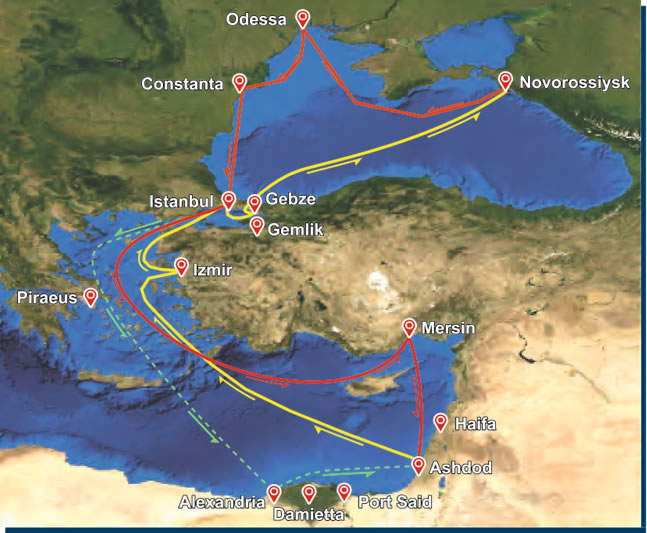 Odessa
Constanta
Novorossiysk
Istanbul
Gebze
Gemlik
Izmir
Piraeus
Mersin
Haifa
Ashdod
Alexandria
Damietta
Port Said